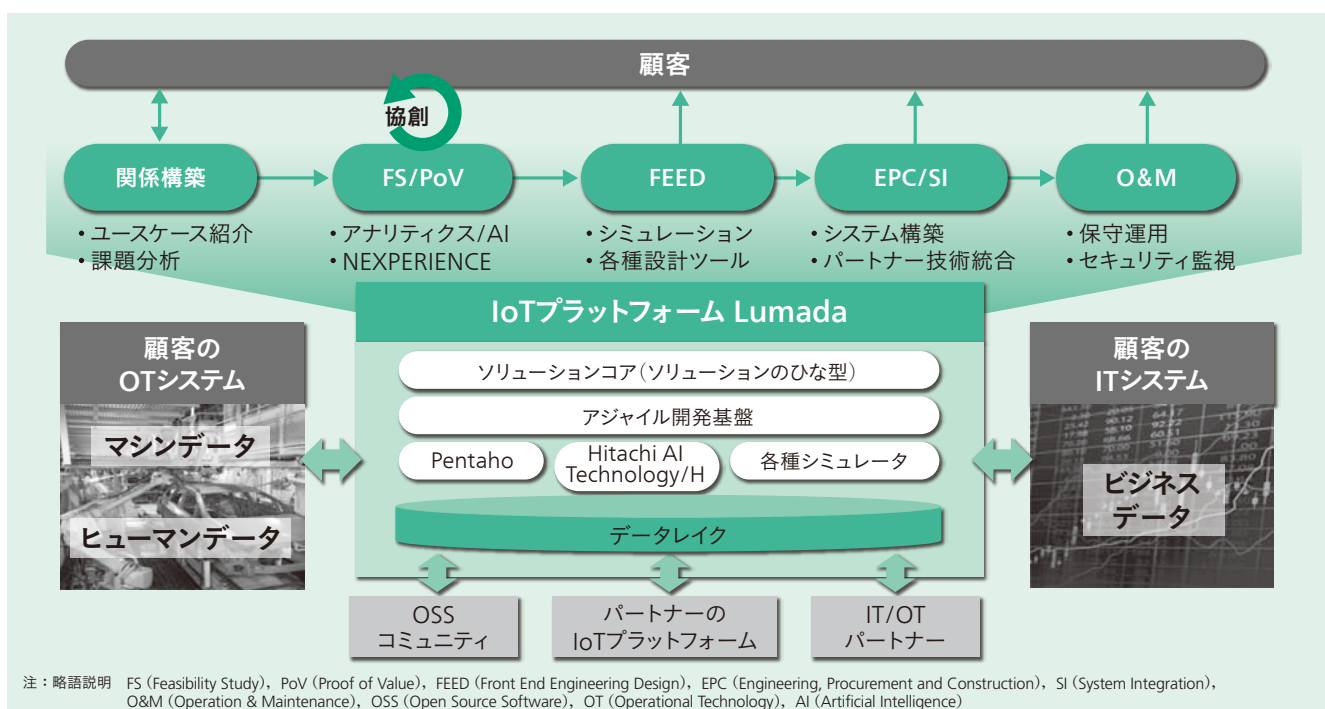 顧客
協創
関係構築
FS/PoV
FEED
EPC/SI
O&M
・ユースケース紹介
・課題分析
・アナリティクス/AI
・NEXPERIENCE
・シミュレーション
・各種設計ツール
・システム構築
・パートナー技術統合
・保守運用
・セキュリティ監視
IoTプラットフォーム Lumada
顧客の
OTシステム
マシンデータ
ヒューマンデータ
ソリューションコア（ソリューションのひな型）
アジャイル開発基盤
Pentaho
Hitachi AI
Technology/H
各種シミュレータ
データレイク
顧客の
ITシステム
ビジネス
データ
OSS
コミュニティ
パートナーの
IoTプラットフォーム
IT/OT
パートナー
注：略語説明 FS（Feasibility Study），PoV（Proof of Value），FEED（Front End Engineering Design），EPC（Engineering, Procurement and Construction），SI（System Integration），
O&M（Operation & Maintenance），OSS（Open Source Software），OT（Operational Technology），AI（Artificial Intelligence）